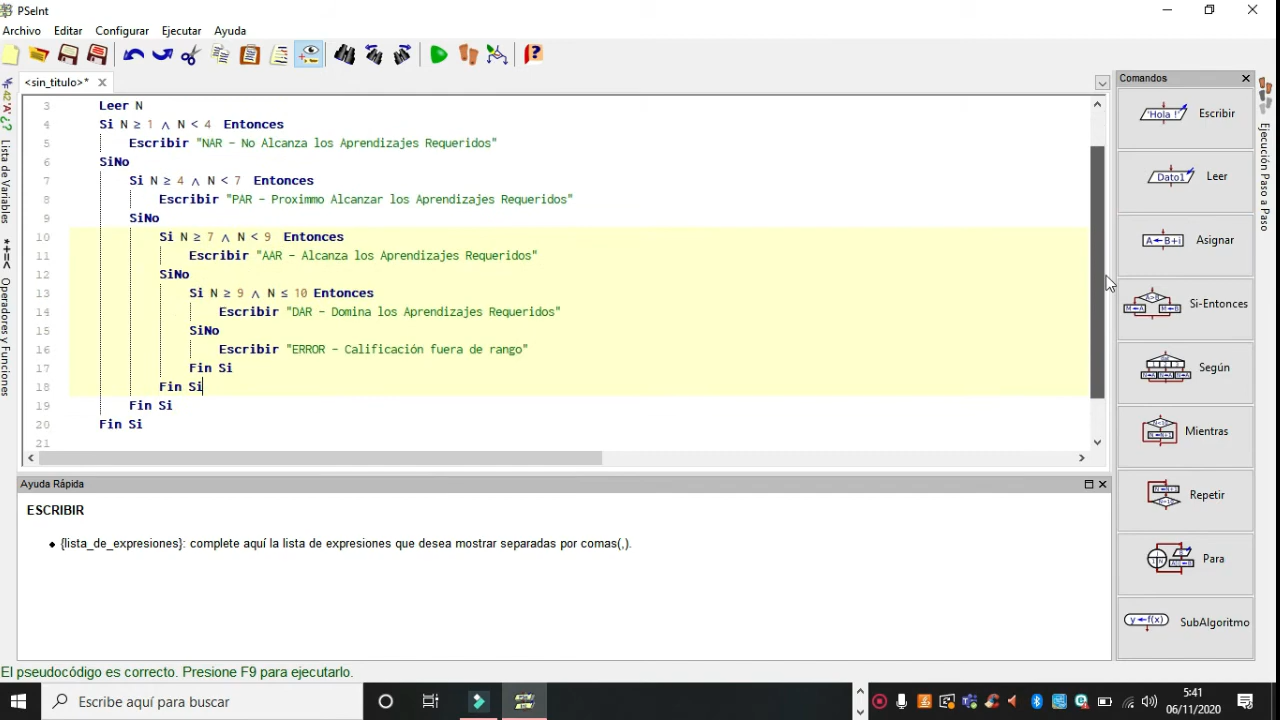 PSeInt
Archivo Editar Configurar Ejecutar Ayuda
<sin_titulo>*
Lista de Variables
Operadores y Funciones
3 Leer N
4 Si N ≥ 1 ∧ N < 4 Entonces
5 Escribir "NAR - No Alcanza los Aprendizajes Requeridos"
6 SiNo
7 Si N ≥ 4 ∧ N < 7 Entonces
8 Escribir "PAR - Proximmo Alcanzar los Aprendizajes Requeridos"
9 SiNo
10 Si N ≥ 7 ∧ N < 9 Entonces
11 Escribir "AAR - Alcanza los Aprendizajes Requeridos"
12 SiNo
13 Si N ≥ 9 ∧ N ≤ 10 Entonces
14 Escribir "DAR - Domina los Aprendizajes Requeridos"
15 SiNo
16 Escribir "ERROR - Calificación fuera de rango"
17 Fin Si
18 Fin Si
19 Fin Si
20 Fin Si
21
Ayuda Rápida
ESCRIBIR
{lista_de_expresiones}: complete aquí la lista de expresiones que desea mostrar separadas por comas(,).
El pseudocódigo es correcto. Presione F9 para ejecutarlo.
Comandos
'Hola !' Escribir
Dato1 Leer
A←B+i Asignar
Si-Entonces
Según
Mientras
Repetir
Para
y←f(x) SubAlgoritmo
Ejecución Paso a Paso
Escribe aquí para buscar
5:41
06/11/2020